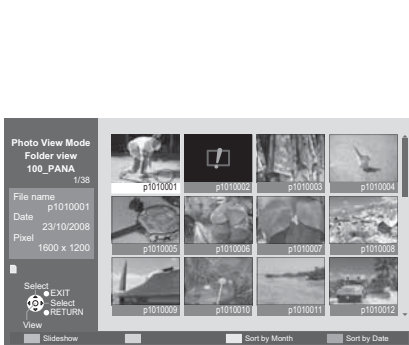 Photo View Mode
Folder view
100_PANA
1/38
File name
p1010001
Date
23/10/2008
Pixel
1600 x 1200
Select
EXIT
Select
RETURN
View
p1010001 p1010002 p1010003 p1010004
p1010005 p1010006 p1010007 p1010008
p1010009 p1010010 p1010011 p1010012
Slideshow Sort by Month Sort by Date